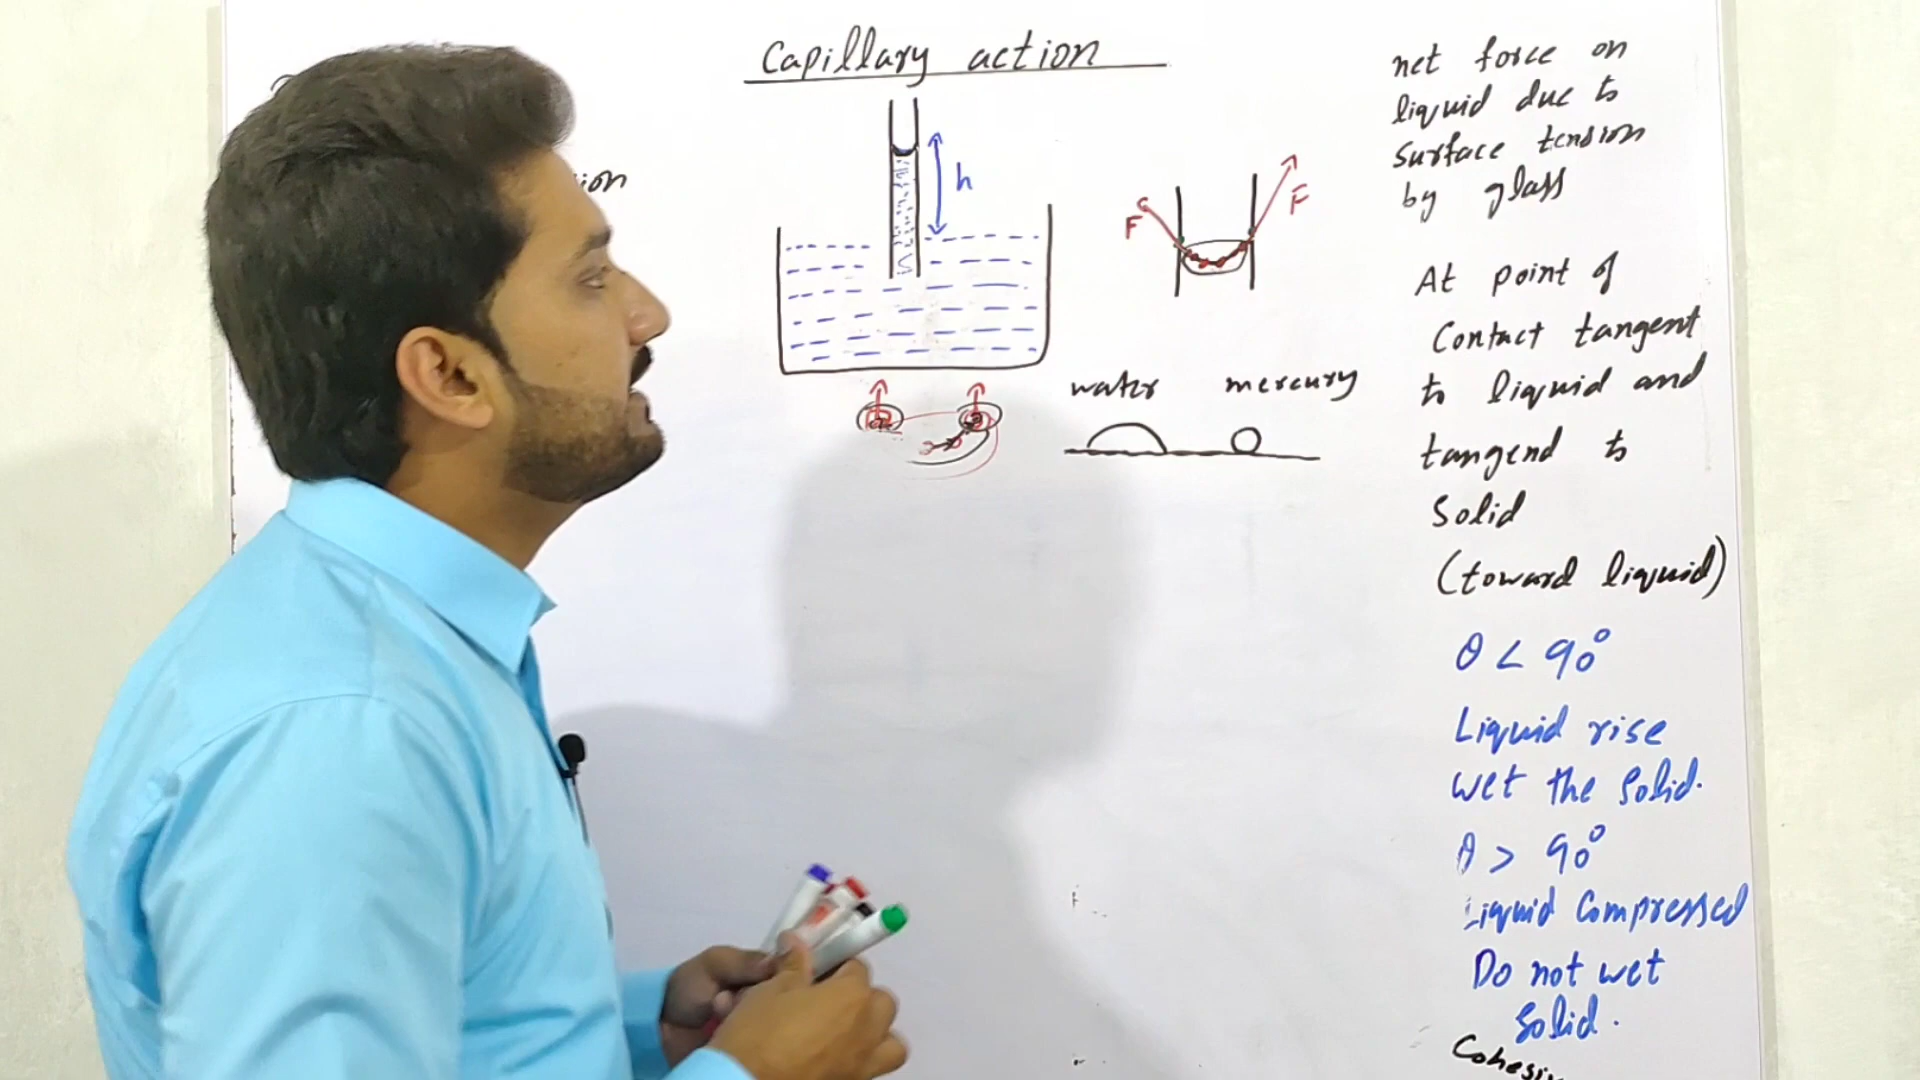 Capillary action
h
F
F
water mercury
net force on
liquid due to
surface tension
by glass
At point of
Contact tangent
to liquid and
tangend to
Solid
(toward liquid)
θ < 90°
Liquid rise
wet the solid.
θ > 90°
Liquid Compressed
Do not wet
Solid.